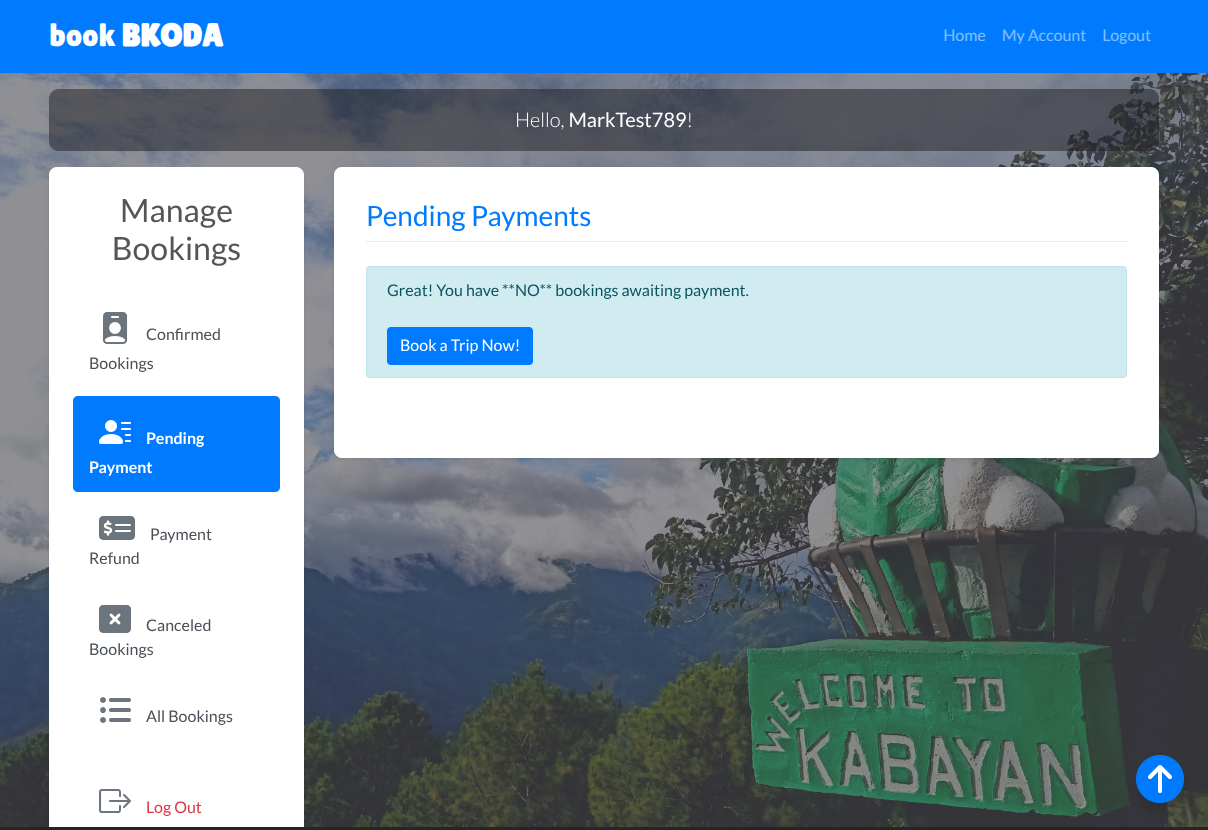 book BKODA
Home My Account Logout
Hello, MarkTest789!
Manage
Bookings
Confirmed
Bookings
Pending
Payment
Payment
Refund
Canceled
Bookings
All Bookings
Log Out
Pending Payments
Great! You have **NO** bookings awaiting payment.
Book a Trip Now!
WELCOME TO
KABAYAN